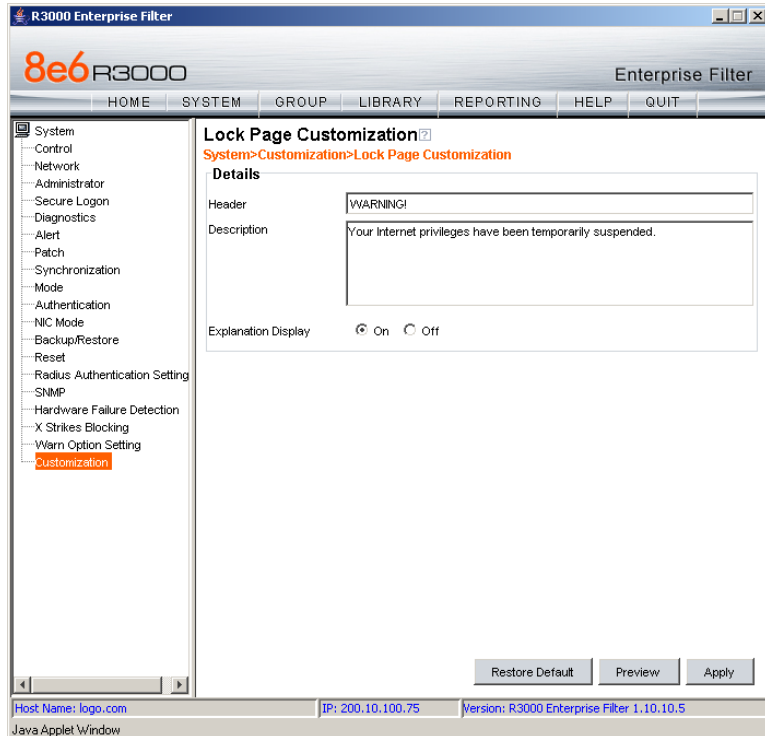 R3000 Enterprise Filter
8e6 R3000
Enterprise Filter
HOME SYSTEM GROUP LIBRARY REPORTING HELP QUIT
System
Control
Network
Administrator
Secure Logon
Diagnostics
Alert
Patch
Synchronization
Mode
Authentication
NIC Mode
Backup/Restore
Reset
Radius Authentication Setting
SNMP
Hardware Failure Detection
X Strikes Blocking
Warn Option Setting
Customization
Lock Page Customization?
System>Customization>Lock Page Customization
Details
Header WARNING!
Description Your Internet privileges have been temporarily suspended.
Explanation Display On Off
Restore Default Preview Apply
Host Name: logo.com IP: 200.10.100.75 Version: R3000 Enterprise Filter 1.10.10.5
Java Applet Window